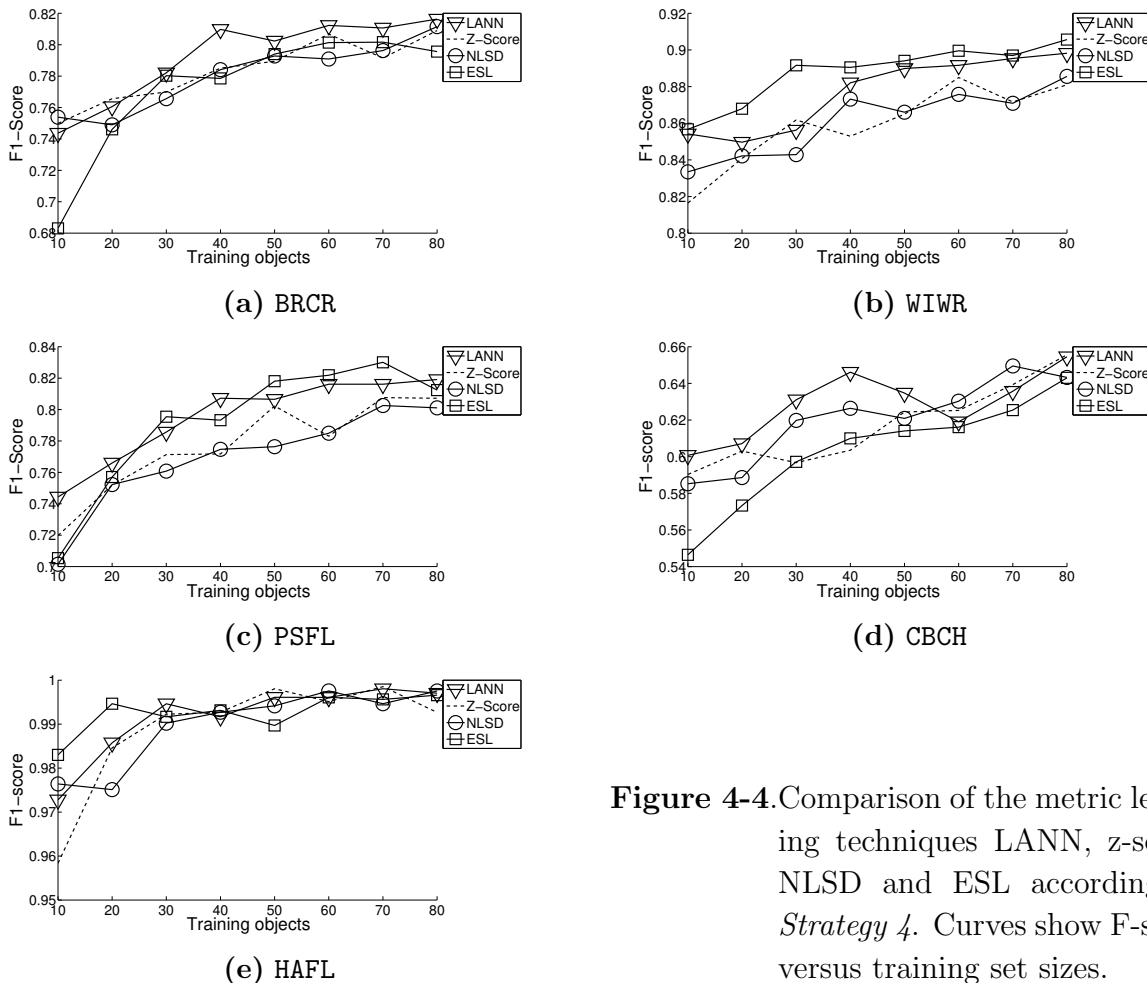 0.82
0.8
0.78
0.76
0.74
0.72
0.7
0.68
F1−Score
10 20 30 40 50 60 70 80
Training objects
LANN
Z−Score
NLSD
ESL
(a) BRCR
0.92
0.9
0.88
0.86
0.84
0.82
0.8
F1−Score
10 20 30 40 50 60 70 80
Training objects
LANN
Z−Score
NLSD
ESL
(b) WIWR
0.84
0.82
0.8
0.78
0.76
0.74
0.72
0.7
F1−Score
10 20 30 40 50 60 70 80
Training objects
LANN
Z−Score
NLSD
ESL
(c) PSFL
0.66
0.64
0.62
0.6
0.58
0.56
0.54
F1−score
10 20 30 40 50 60 70 80
Training objects
LANN
Z−Score
NLSD
ESL
(d) CBCH
1
0.99
0.98
0.97
0.96
0.95
F1−score
10 20 30 40 50 60 70 80
Training objects
LANN
Z−Score
NLSD
ESL
(e) HAFL
Figure 4-4.Comparison of the metric le
ing techniques LANN, z-s
NLSD and ESL according
Strategy 4. Curves show F-s
versus training set sizes.